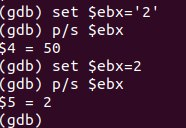 (gdb) set $ebx='2'
(gdb) p/s $ebx
$4 = 50
(gdb) set $ebx=2
(gdb) p/s $ebx
$5 = 2
(gdb)